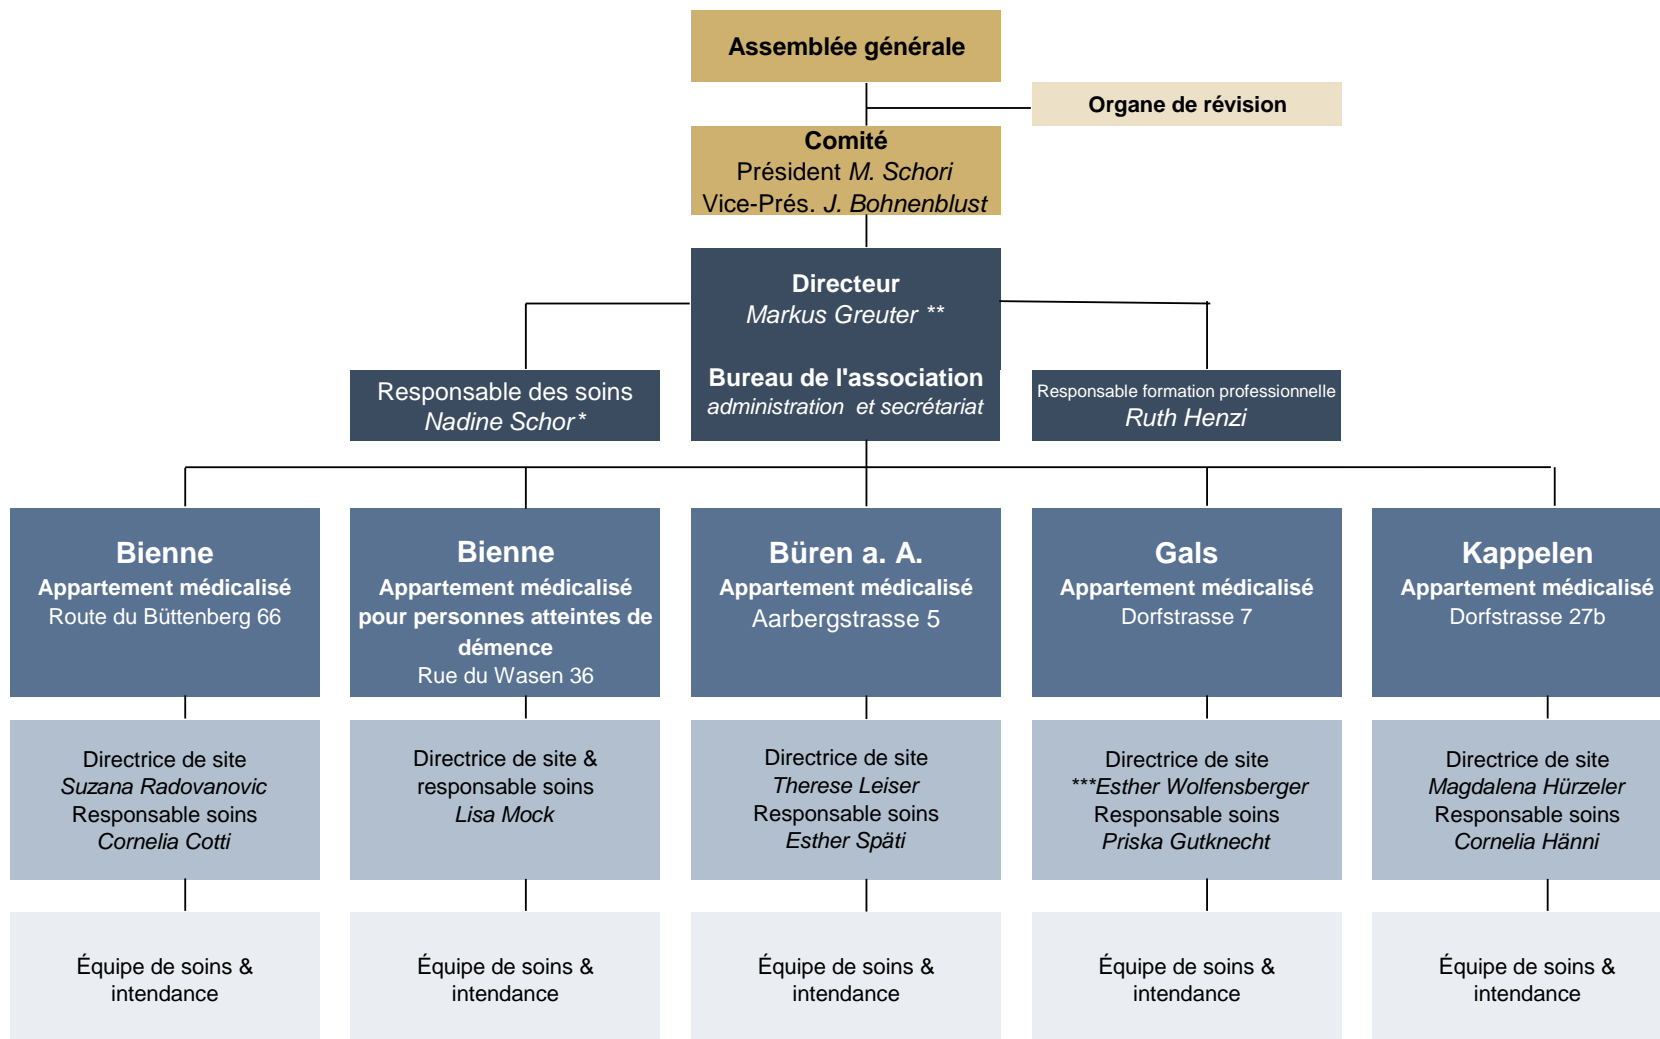 Assemblée générale
Organe de révision
Comité
Président M. Schori
Vice-Prés. J. Bohnenblust
Directeur
Markus Greuter **
Bureau de l'association
administration et secrétariat
Responsable des soins
Nadine Schor*
Responsable formation professionnelle
Ruth Henzi
Bienne
Appartement médicalisé
Route du Büttenberg 66
Bienne
Appartement médicalisé
pour personnes atteintes de
démence
Rue du Wasen 36
Büren a. A.
Appartement médicalisé
Aarbergstrasse 5
Gals
Appartement médicalisé
Dorfstrasse 7
Kappelen
Appartement médicalisé
Dorfstrasse 27b
Directrice de site
Suzana Radovanovic
Responsable soins
Cornelia Cotti
Directrice de site &
responsable soins
Lisa Mock
Directrice de site
Therese Leiser
Responsable soins
Esther Späti
Directrice de site
***Esther Wolfensberger
Responsable soins
Priska Gutknecht
Directrice de site
Magdalena Hürzeler
Responsable soins
Cornelia Hänni
Équipe de soins &
intendance
Équipe de soins &
intendance
Équipe de soins &
intendance
Équipe de soins &
intendance
Équipe de soins &
intendance